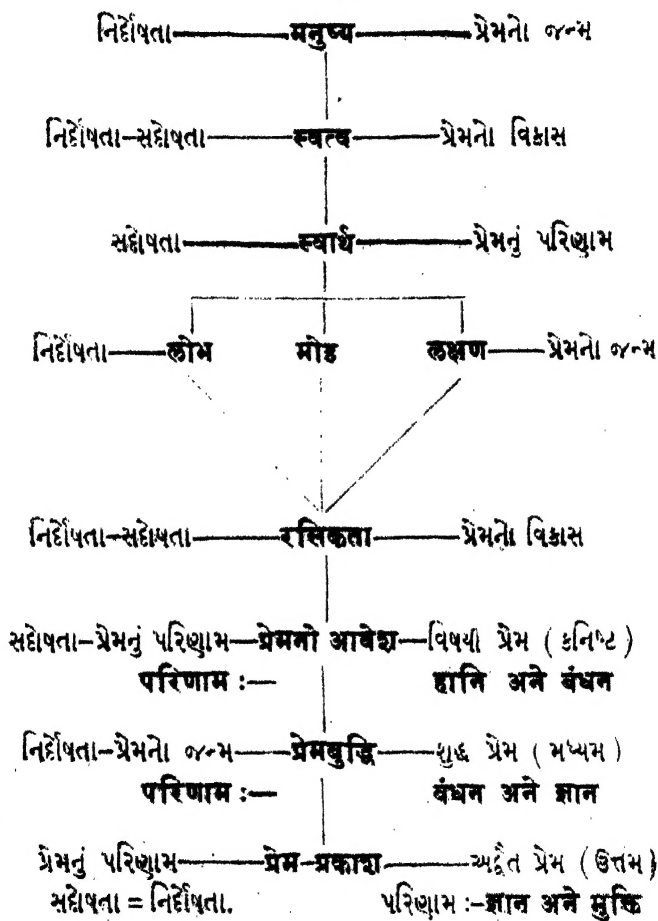 નિર્દોષતા——मनुष्य——પ્રેમનો જન્મ
નિર્દોષતા–સદોષતા——स्वत्व——પ્રેમનો વિકાસ
સદોષતા——स्वार्थ——પ્રેમનું પરિણામ
નિર્દોષતા——लोभ मोह लक्षण——પ્રેમનો જન્મ
નિર્દોષતા–સદોષતા——रसिकता——પ્રેમનો વિકાસ
સદોષતા–પ્રેમનું પરિણામ—प्रेमनो आवेश—વિષયી પ્રેમ ( કનિષ્ટ )
परिणाम :— हानि अने बंधन
નિર્દોષતા–પ્રેમનો જન્મ——प्रेमबुद्धि——શુદ્ધ પ્રેમ ( મધ્યમ )
परिणाम :— बंधन अने ज्ञान
પ્રેમનું પરિણામ——प्रेम-प्रकाश——અદ્વૈત પ્રેમ ( ઉત્તમ )
સદોષતા = નિર્દોષતા. પરિણામ :–ज्ञान अने मुक्ति